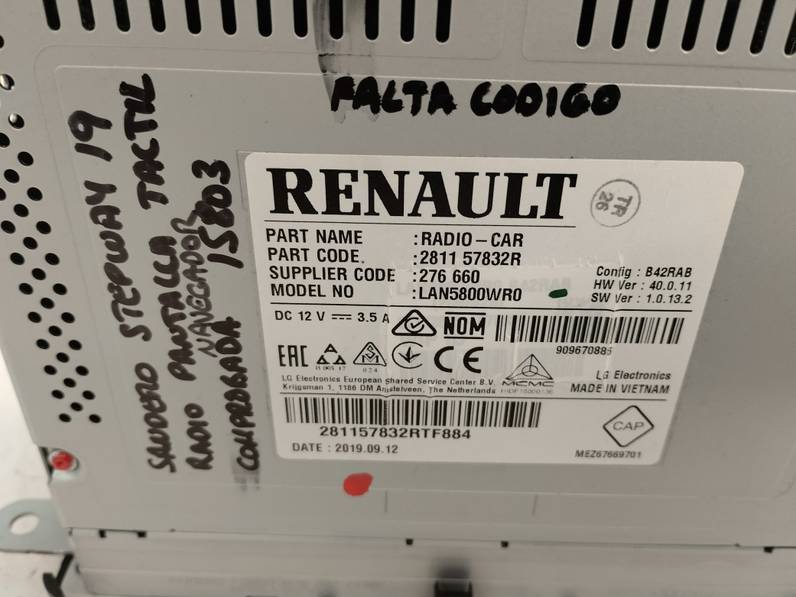 FALTA CODIGO
SANDERO STEPWAY 19
RADIO PANTALLA TACTIL
NAVEGADOR
COMPROBADA 15803
RENAULT
TR
26
PART NAME :RADIO-CAR
PART CODE. :2811 57832R
SUPPLIER CODE :276 660
MODEL NO :LAN5800WR0
Config : B42RAB
HW Ver : 40.0.11
SW Ver : 1.0.13.2
DC 12 V 3.5 A
NOM
909670885
EAC
024
CE
MCMC
LG Electronics
MADE IN VIETNAM
LG Electronics European Shared Service Center B.V.
Krijgsman 1, 1186 DM Amstelveen, The Netherlands
281157832RTF884
CAP
DATE : 2019.09.12
MEZ67669701